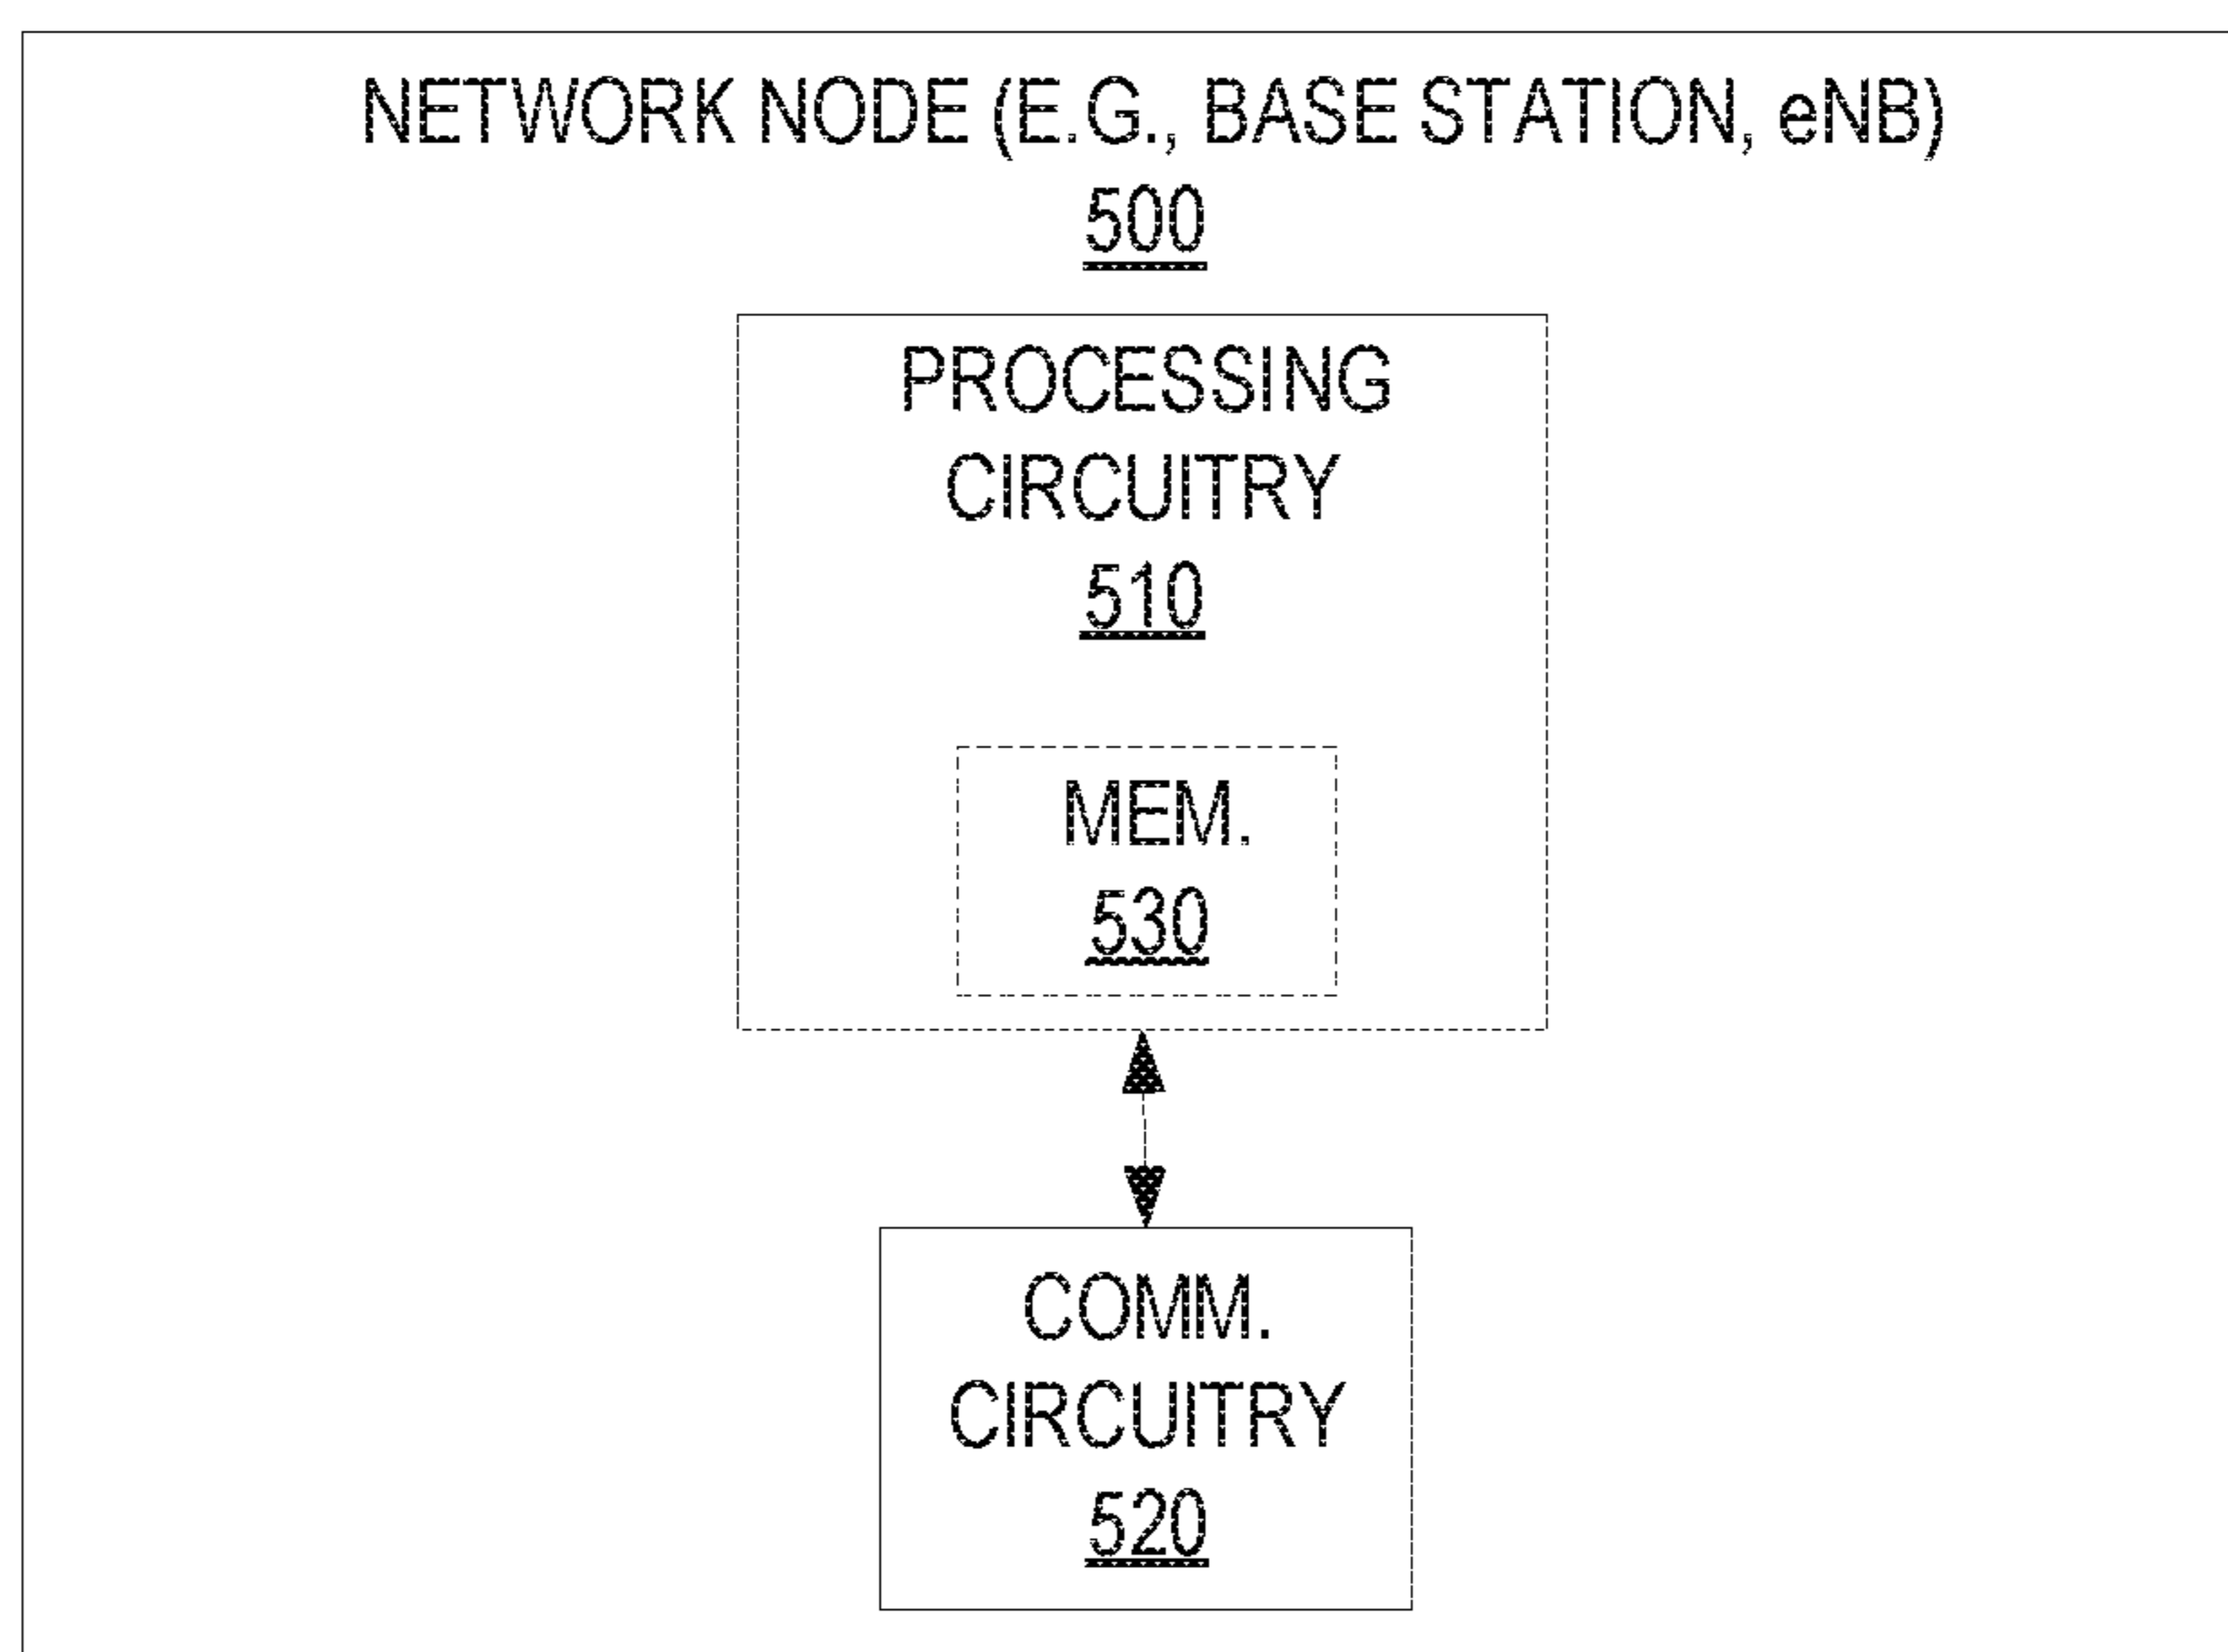 NETWORK NODE (E.G., BASE STATION, eNB)
500
PROCESSING
CIRCUITRY
510
MEM.
530
COMM.
CIRCUITRY
520